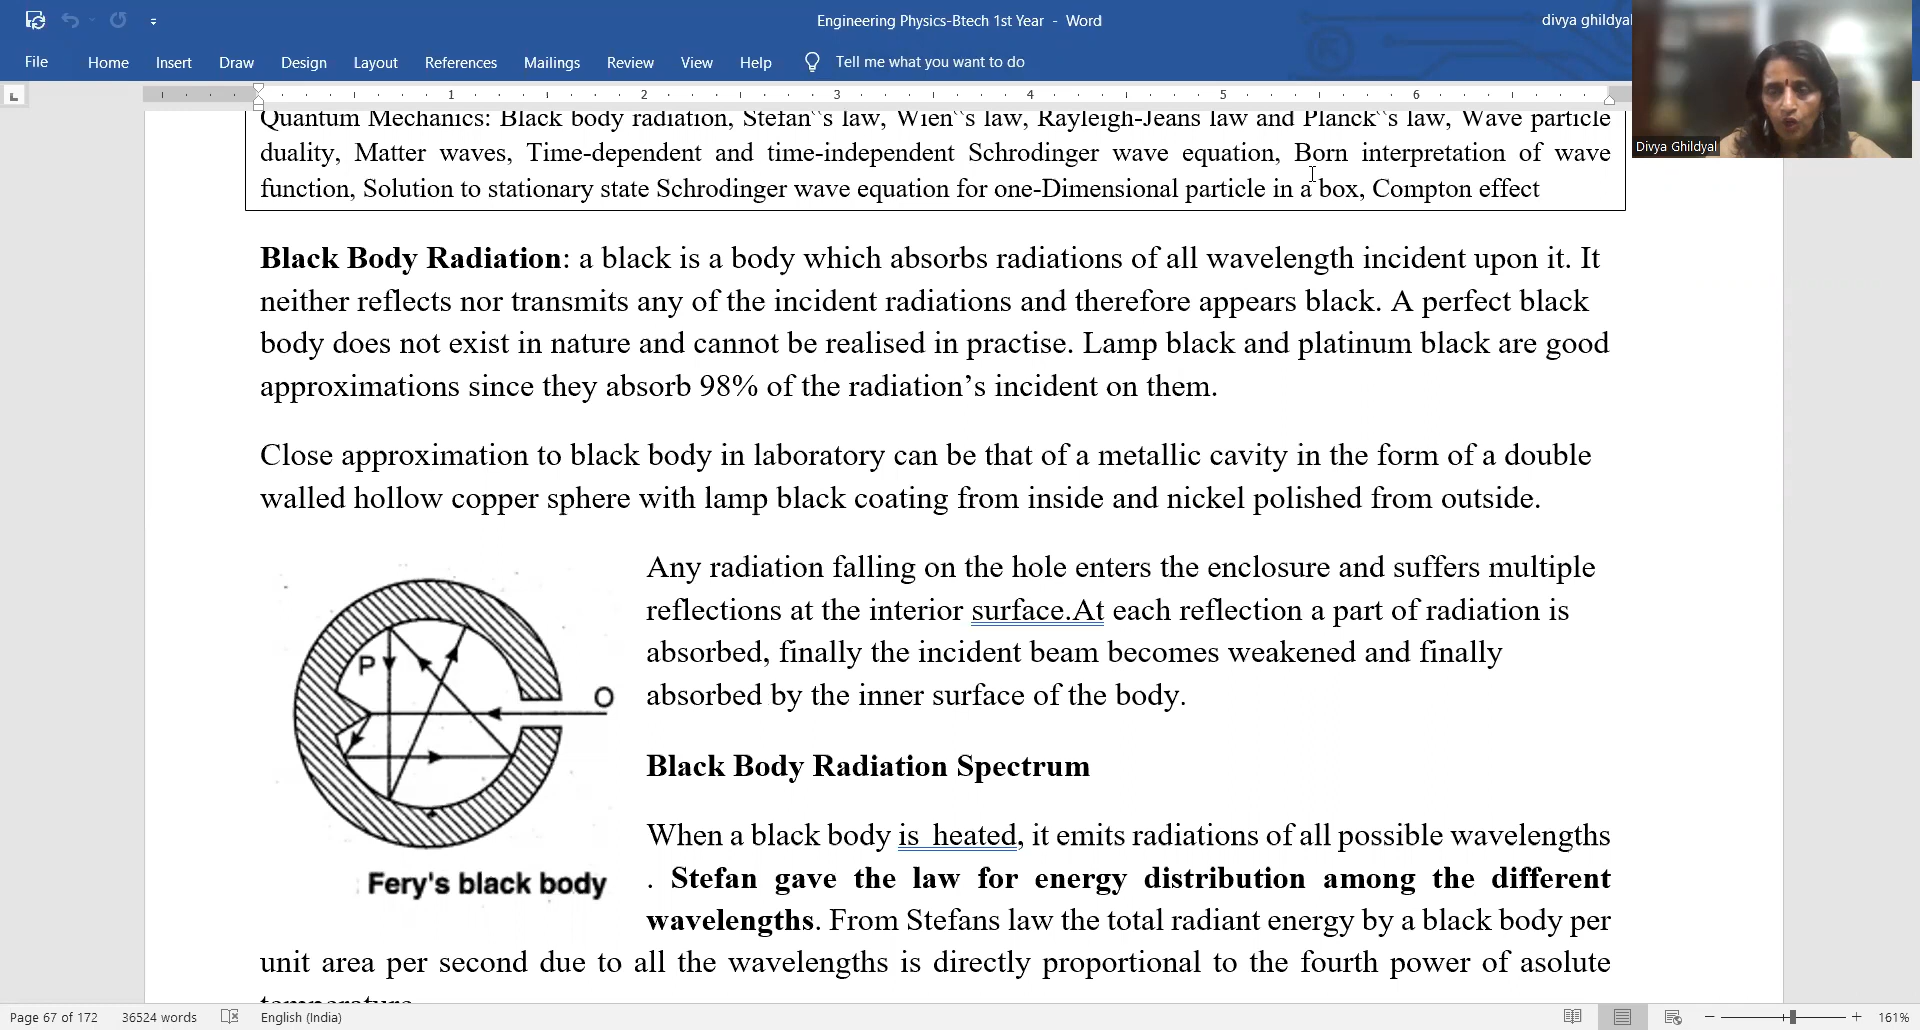 Engineering Physics-Btech 1st Year - Word
divya ghildyal
File Home Insert Draw Design Layout References Mailings Review View Help Tell me what you want to do
1 2 3 4 5 6
Divya Ghildyal
Quantum Mechanics: Black body radiation, Stefan‟s law, Wien‟s law, Rayleigh-Jeans law and Planck‟s law, Wave particle
duality, Matter waves, Time-dependent and time-independent Schrodinger wave equation, Born interpretation of wave
function, Solution to stationary state Schrodinger wave equation for one-Dimensional particle in a box, Compton effect
Black Body Radiation: a black is a body which absorbs radiations of all wavelength incident upon it. It
neither reflects nor transmits any of the incident radiations and therefore appears black. A perfect black
body does not exist in nature and cannot be realised in practise. Lamp black and platinum black are good
approximations since they absorb 98% of the radiation’s incident on them.
Close approximation to black body in laboratory can be that of a metallic cavity in the form of a double
walled hollow copper sphere with lamp black coating from inside and nickel polished from outside.
P
O
Fery's black body
Any radiation falling on the hole enters the enclosure and suffers multiple
reflections at the interior surface.At each reflection a part of radiation is
absorbed, finally the incident beam becomes weakened and finally
absorbed by the inner surface of the body.
Black Body Radiation Spectrum
When a black body is heated, it emits radiations of all possible wavelengths
. Stefan gave the law for energy distribution among the different
wavelengths. From Stefans law the total radiant energy by a black body per
unit area per second due to all the wavelengths is directly proportional to the fourth power of asolute
temperature
Page 67 of 172 36524 words English (India) 161%